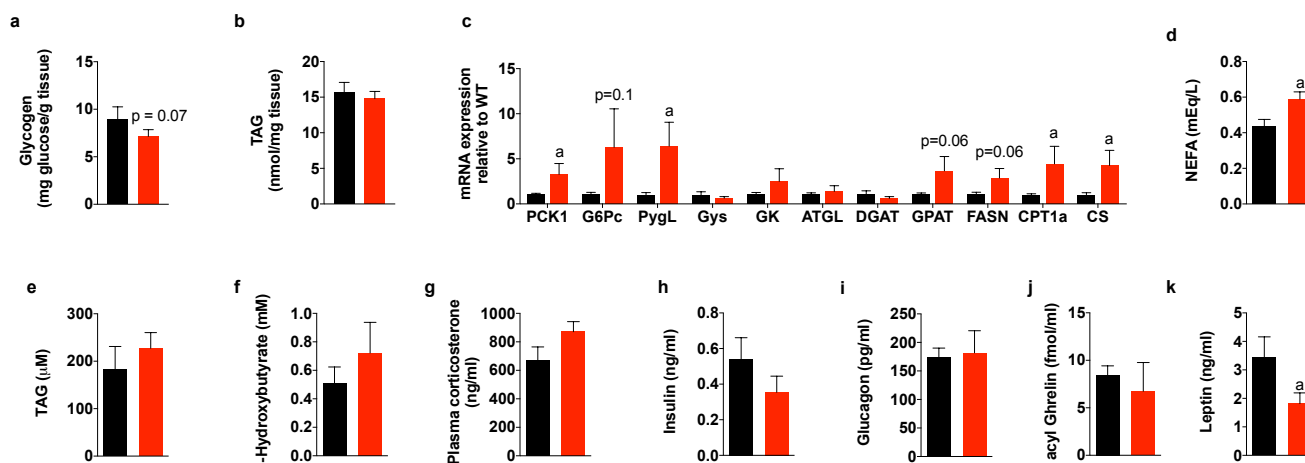 a
Glycogen
(mg glucose/g tissue)
15
10
5
0
p = 0.07
b
TAG
(nmol/mg tissue)
20
15
10
5
0
c
mRNA expression
relative to WT
15
10
5
0
a
p=0.1
a
p=0.06
p=0.06
a
a
PCK1 G6Pc PygL Gys GK ATGL DGAT GPAT FASN CPT1a CS
d
NEFA (mEq/L)
0.8
0.6
0.4
0.2
0.0
a
e
TAG (μM)
300
200
100
0
f
-Hydroxybutyrate (mM)
1.0
0.8
0.6
0.4
0.2
0.0
g
Plasma corticosterone
(ng/ml)
1000
800
600
400
200
0
h
Insulin (ng/ml)
0.8
0.6
0.4
0.2
0.0
i
Glucagon (pg/ml)
250
200
150
100
50
0
j
acyl Ghrelin (fmol/ml)
15
10
5
0
k
Leptin (ng/ml)
5
4
3
2
1
0
a